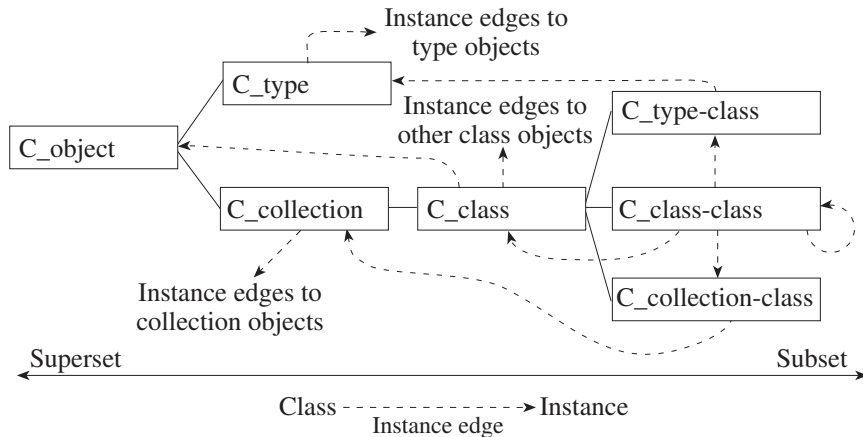 Instance edges to
type objects
C_type
Instance edges to
other class objects
C_type-class
C_object
C_collection
C_class
C_class-class
Instance edges to
collection objects
C_collection-class
Superset
Subset
Class
Instance
Instance edge